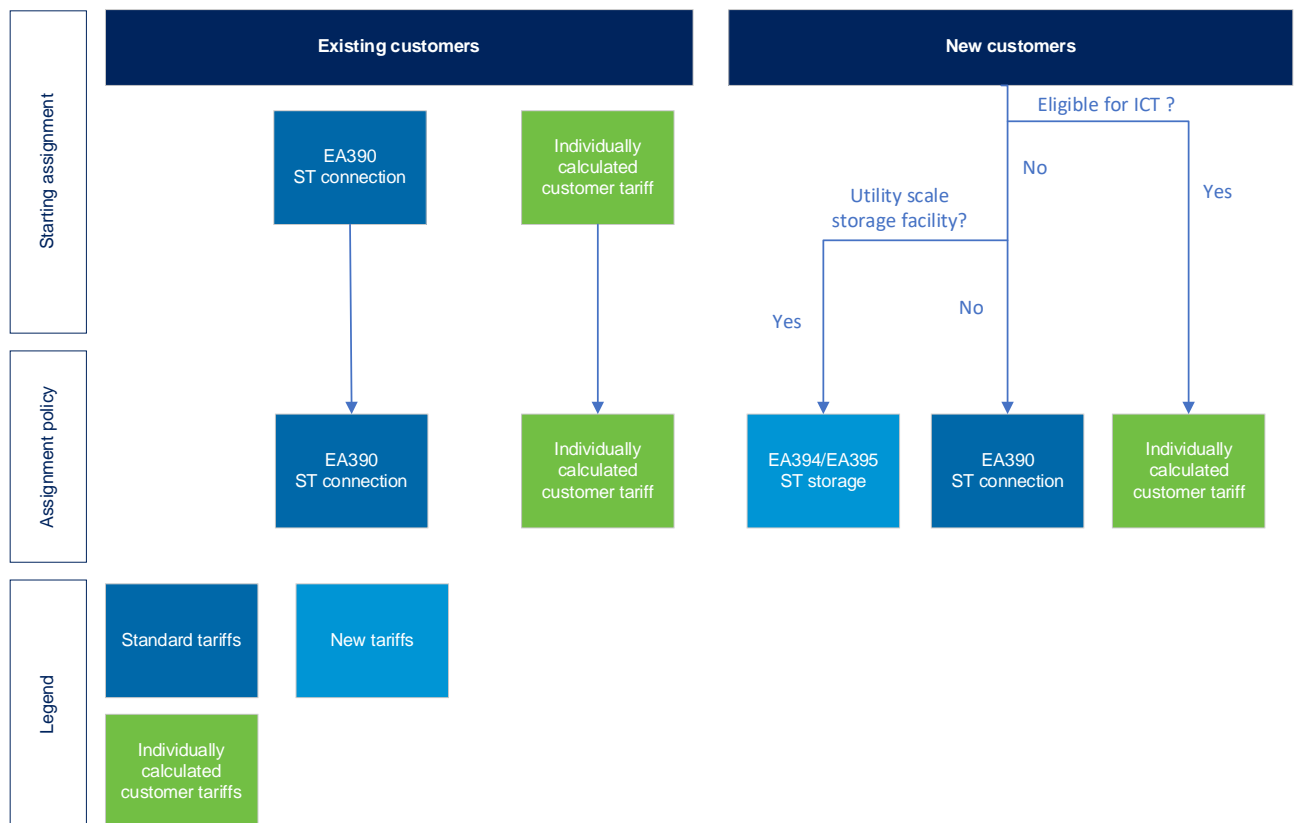 Existing customers
New customers
Starting assignment
Eligible for ICT ?
EA390
ST connection
Individually
calculated
customer tariff
No
Yes
Utility scale
storage facility?
Yes
No
Assignment policy
EA390
ST connection
Individually
calculated
customer tariff
EA394/EA395
ST storage
EA390
ST connection
Individually
calculated
customer tariff
Legend
Standard tariffs
New tariffs
Individually
calculated
customer tariffs